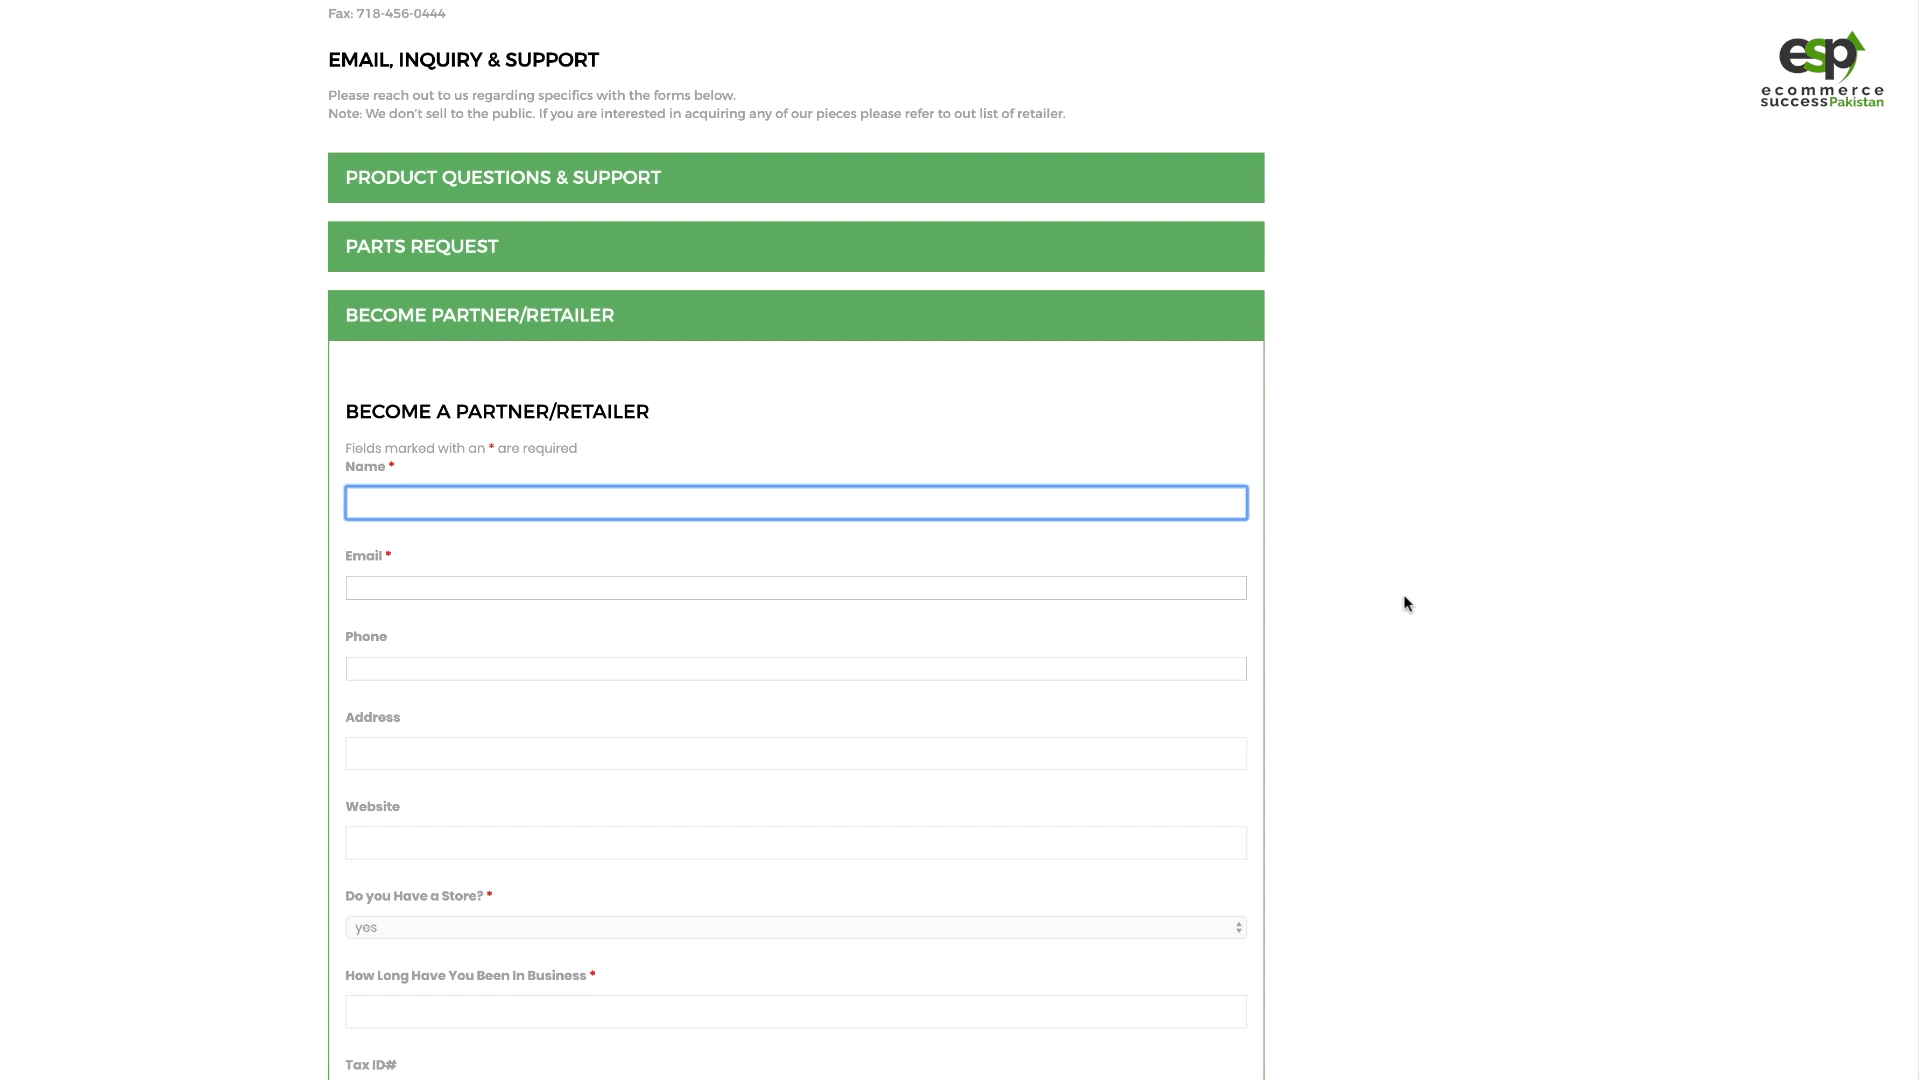 Fax: 718-456-0444
EMAIL, INQUIRY & SUPPORT
Please reach out to us regarding specifics with the forms below.
Note: We don't sell to the public. If you are interested in acquiring any of our pieces please refer to out list of retailer.
esp
ecommerce
successPakistan
PRODUCT QUESTIONS & SUPPORT
PARTS REQUEST
BECOME PARTNER/RETAILER
BECOME A PARTNER/RETAILER
Fields marked with an * are required
Name *
Email *
Phone
Address
Website
Do you Have a Store? *
yes
How Long Have You Been In Business *
Tax ID#